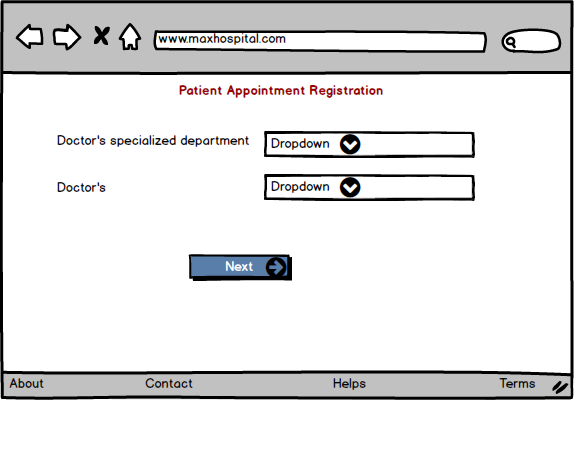 www.maxhospital.com
Patient Appointment Registration
Doctor's specialized department Dropdown
Doctor's Dropdown
Next
About Contact Helps Terms